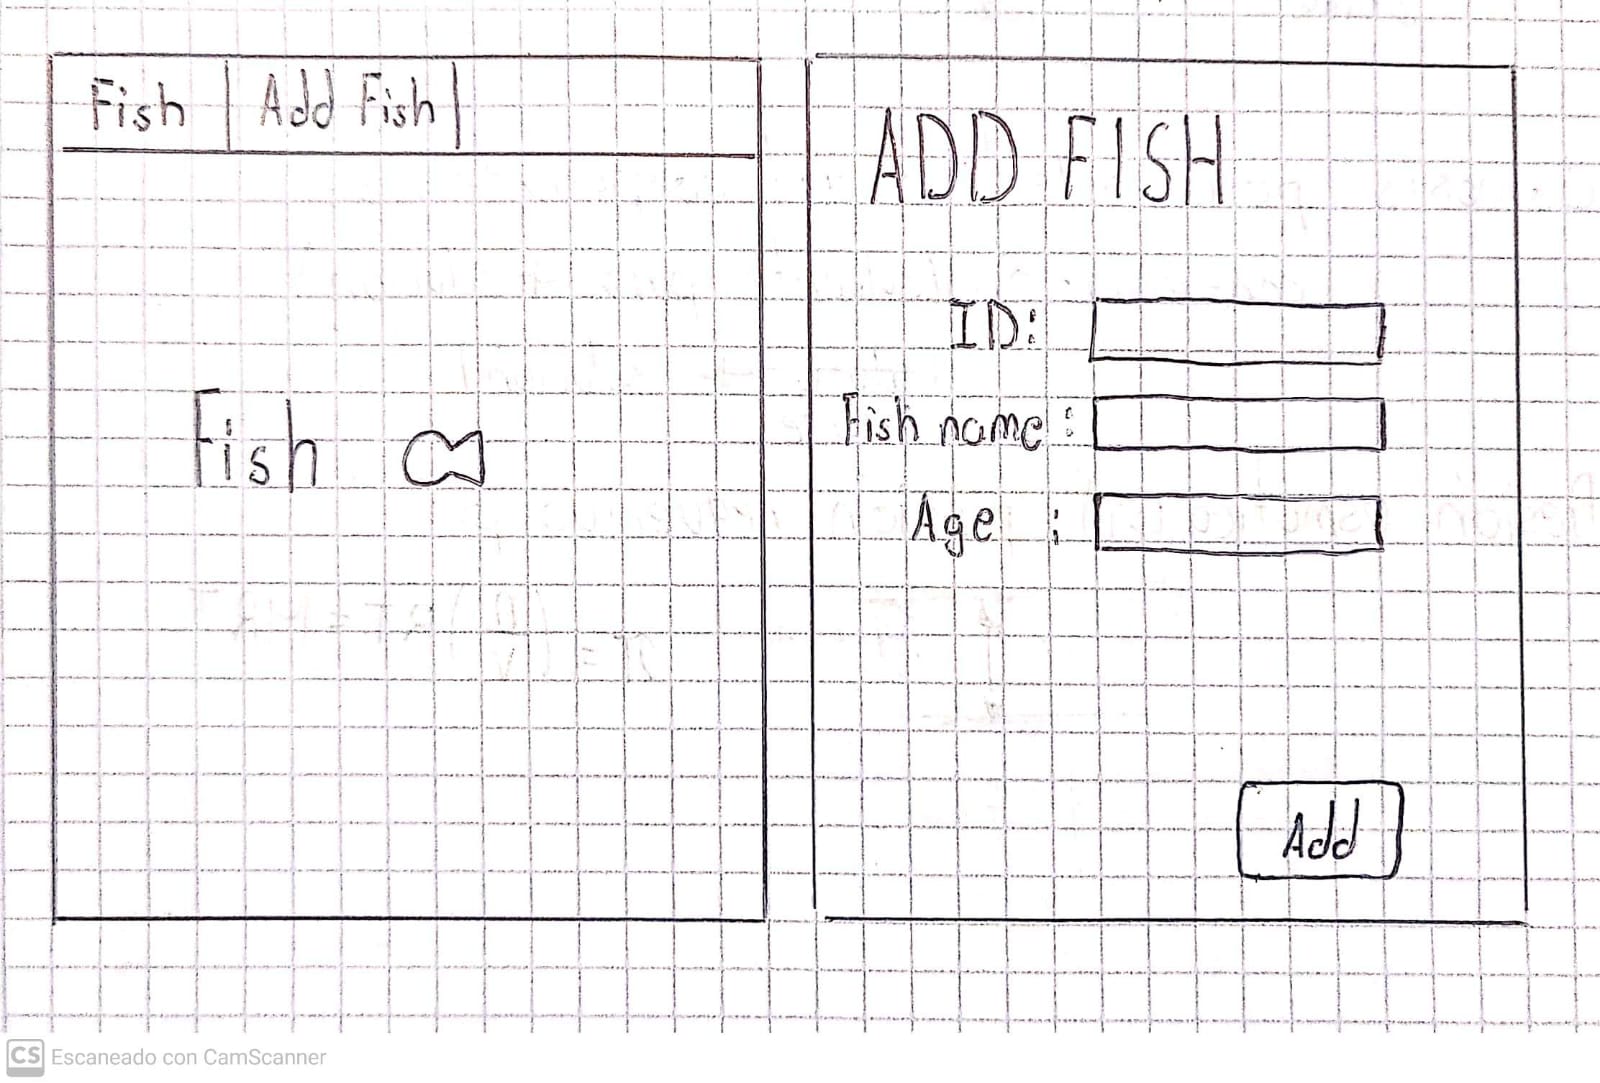 Fish | Add Fish |
Fish
ADD FISH
ID:
Fish name:
Age :
Add
CS Escaneado con CamScanner